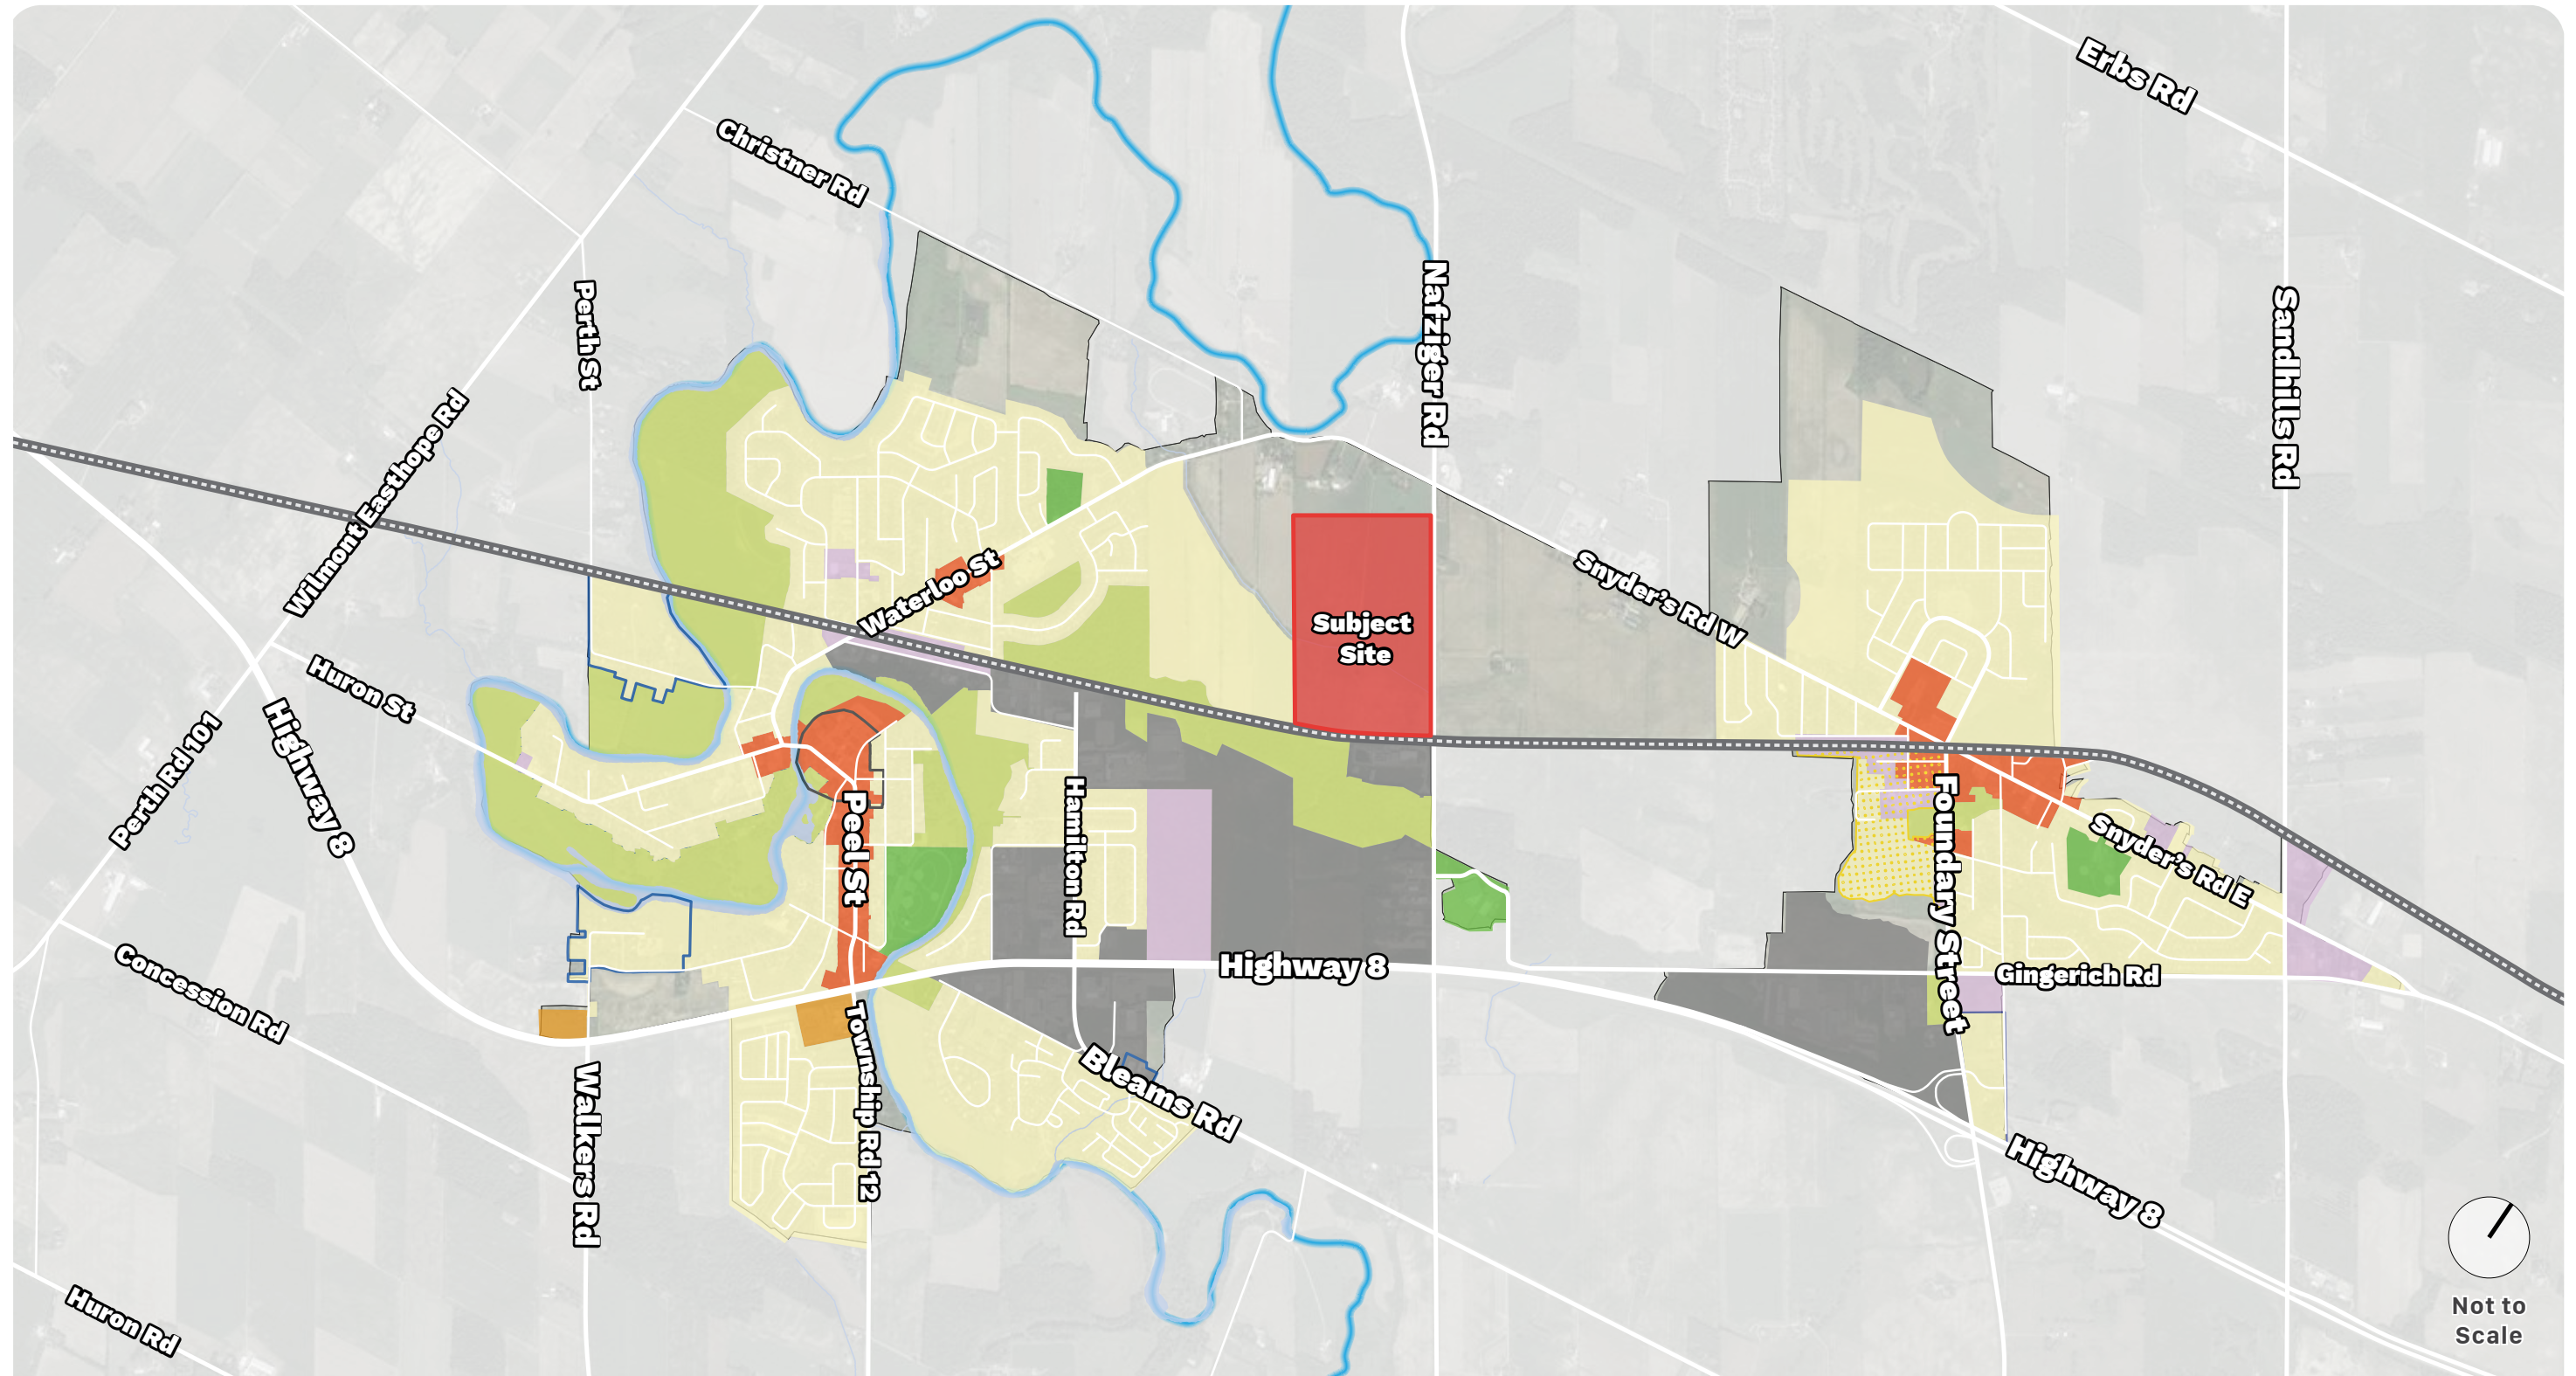 Erbs Rd
Christner Rd
Nafziger Rd
Perth St
Sandhills Rd
Wilmont Easthope Rd
Waterloo St
Snyder's Rd W
Subject
Site
Huron St
Highway 8
Perth Rd 101
Peel St
Hamilton Rd
Foundary Street
Snyder's Rd E
Highway 8
Gingerich Rd
Concession Rd
Township Rd 12
Bleams Rd
Walkers Rd
Highway 8
Huron Rd
Not to
Scale